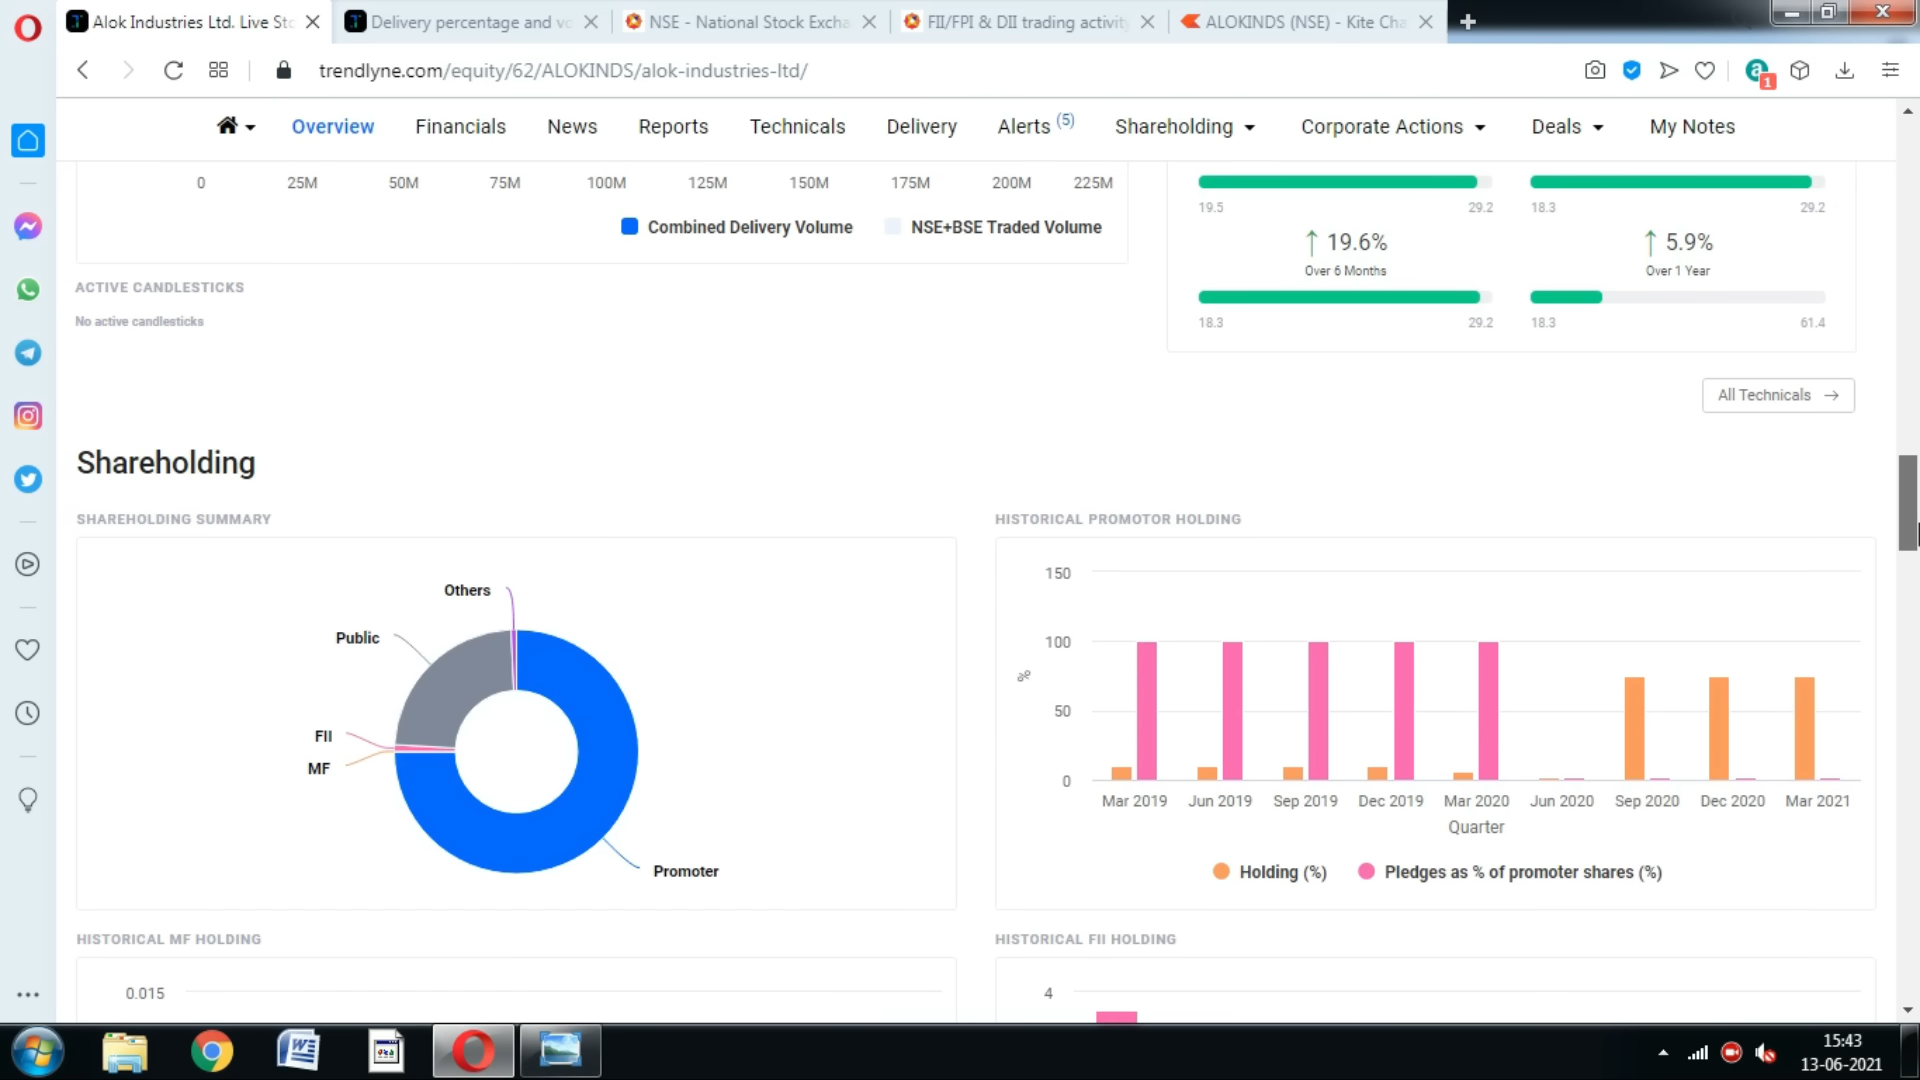 Alok Industries Ltd. Live Sto
Delivery percentage and vo
NSE - National Stock Excha
FII/FPI & DII trading activity
ALOKINDS (NSE) - Kite Cha
trendlyne.com/equity/62/ALOKINDS/alok-industries-ltd/
1
Overview Financials News Reports Technicals Delivery Alerts (5) Shareholding Corporate Actions Deals My Notes
0 25M 50M 75M 100M 125M 150M 175M 200M 225M
Combined Delivery Volume NSE+BSE Traded Volume
19.5 29.2 18.3 29.2
19.6% 5.9%
Over 6 Months Over 1 Year
18.3 29.2 18.3 61.4
ACTIVE CANDLESTICKS
No active candlesticks
All Technicals →
Shareholding
SHAREHOLDING SUMMARY
Others
Public
FII
MF
Promoter
HISTORICAL PROMOTOR HOLDING
150
100
50
0
%
Mar 2019 Jun 2019 Sep 2019 Dec 2019 Mar 2020 Jun 2020 Sep 2020 Dec 2020 Mar 2021
Quarter
Holding (%) Pledges as % of promoter shares (%)
HISTORICAL MF HOLDING
0.015
HISTORICAL FII HOLDING
4
15:43
13-06-2021